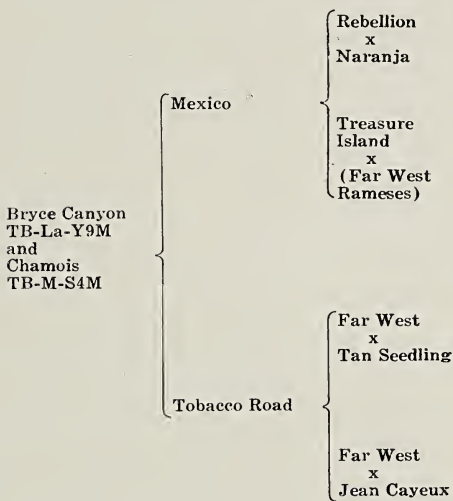 Rebellion
x
Naranja
Mexico
Treasure
Island
x
(Far West
Rameses)
Bryce Canyon
TB-La-Y9M
and
Chamois
TB-M-S4M
Far West
x
Tan Seedling
Tobacco Road
Far West
x
Jean Cayeux